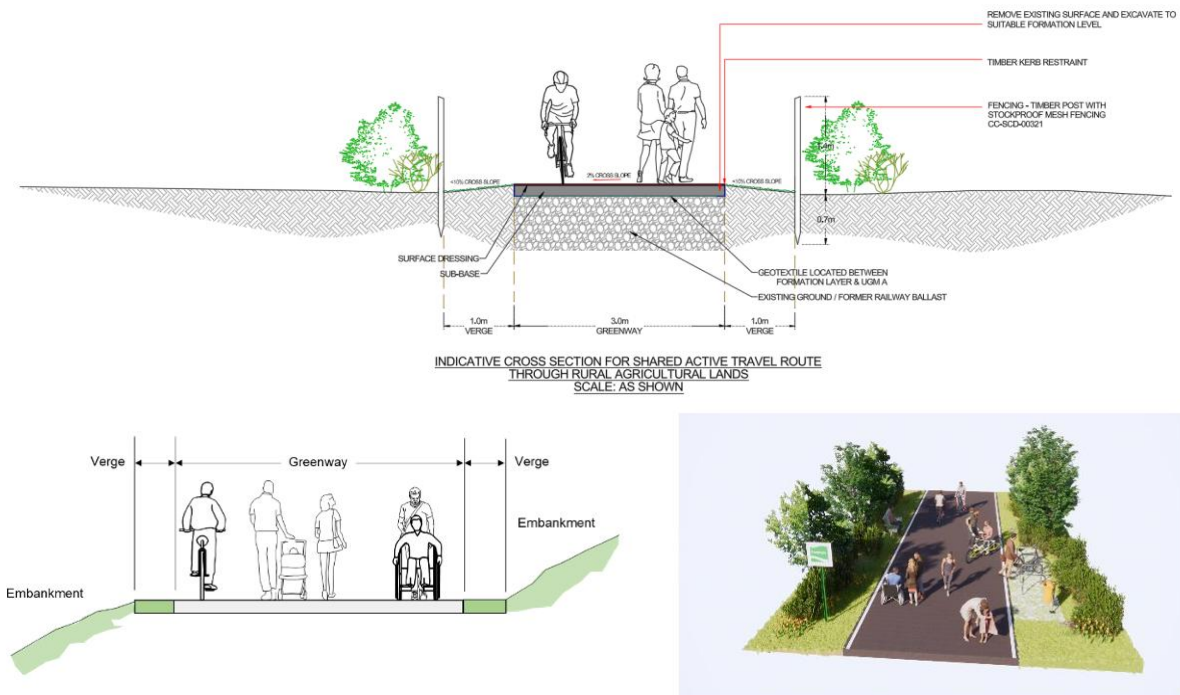 REMOVE EXISTING SURFACE AND EXCAVATE TO
SUITABLE FORMATION LEVEL
TIMBER KERB RESTRAINT
FENCING - TIMBER POST WITH
STOCKPROOF MESH FENCING
CC-SCD-00321
1.4m
<10% CROSS SLOPE
2% CROSS SLOPE
<10% CROSS SLOPE
0.7m
SURFACE DRESSING
SUB-BASE
GEOTEXTILE LOCATED BETWEEN
FORMATION LAYER & UGM A
EXISTING GROUND / FORMER RAILWAY BALLAST
1.0m
VERGE
3.0m
GREENWAY
1.0m
VERGE
INDICATIVE CROSS SECTION FOR SHARED ACTIVE TRAVEL ROUTE
THROUGH RURAL AGRICULTURAL LANDS
SCALE: AS SHOWN
Verge
Greenway
Verge
Embankment
Embankment